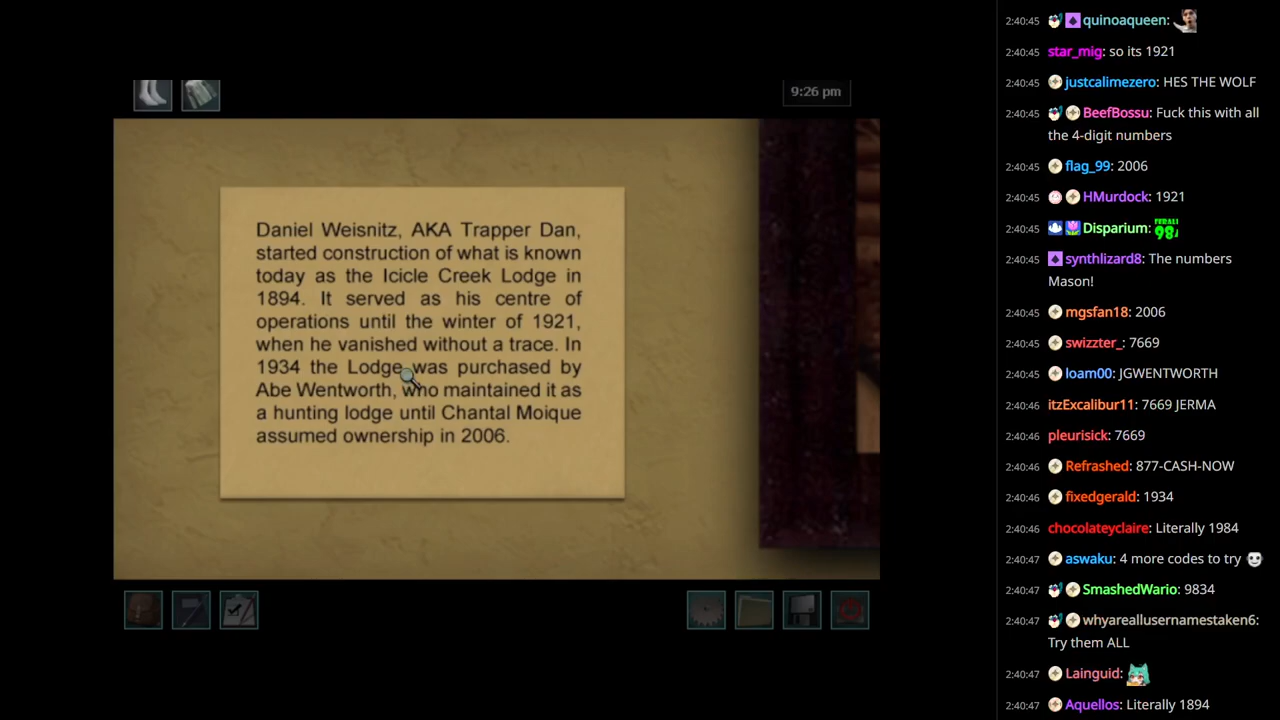 9:26 pm
Daniel Weisnitz, AKA Trapper Dan,
started construction of what is known
today as the Icicle Creek Lodge in
1894. It served as his centre of
operations until the winter of 1921,
when he vanished without a trace. In
1934 the Lodge was purchased by
Abe Wentworth, who maintained it as
a hunting lodge until Chantal Moique
assumed ownership in 2006.
2:40:45 quinoaqueen:
2:40:45 star_mig: so its 1921
2:40:45 justcalimezero: HES THE WOLF
2:40:45 BeefBossu: Fuck this with all
the 4-digit numbers
2:40:45 flag_99: 2006
2:40:45 HMurdock: 1921
2:40:45 Disparium:
2:40:45 synthlizard8: The numbers
Mason!
2:40:45 mgsfan18: 2006
2:40:45 swizzter_: 7669
2:40:45 loam00: JGWENTWORTH
2:40:46 itzExcalibur11: 7669 JERMA
2:40:46 pleurisick: 7669
2:40:46 Refrashed: 877-CASH-NOW
2:40:46 fixedgerald: 1934
2:40:46 chocolateyclaire: Literally 1984
2:40:47 aswaku: 4 more codes to try
2:40:47 SmashedWario: 9834
2:40:47 whyareallusernamestaken6:
Try them ALL
2:40:47 Lainguid:
2:40:47 Aquellos: Literally 1894